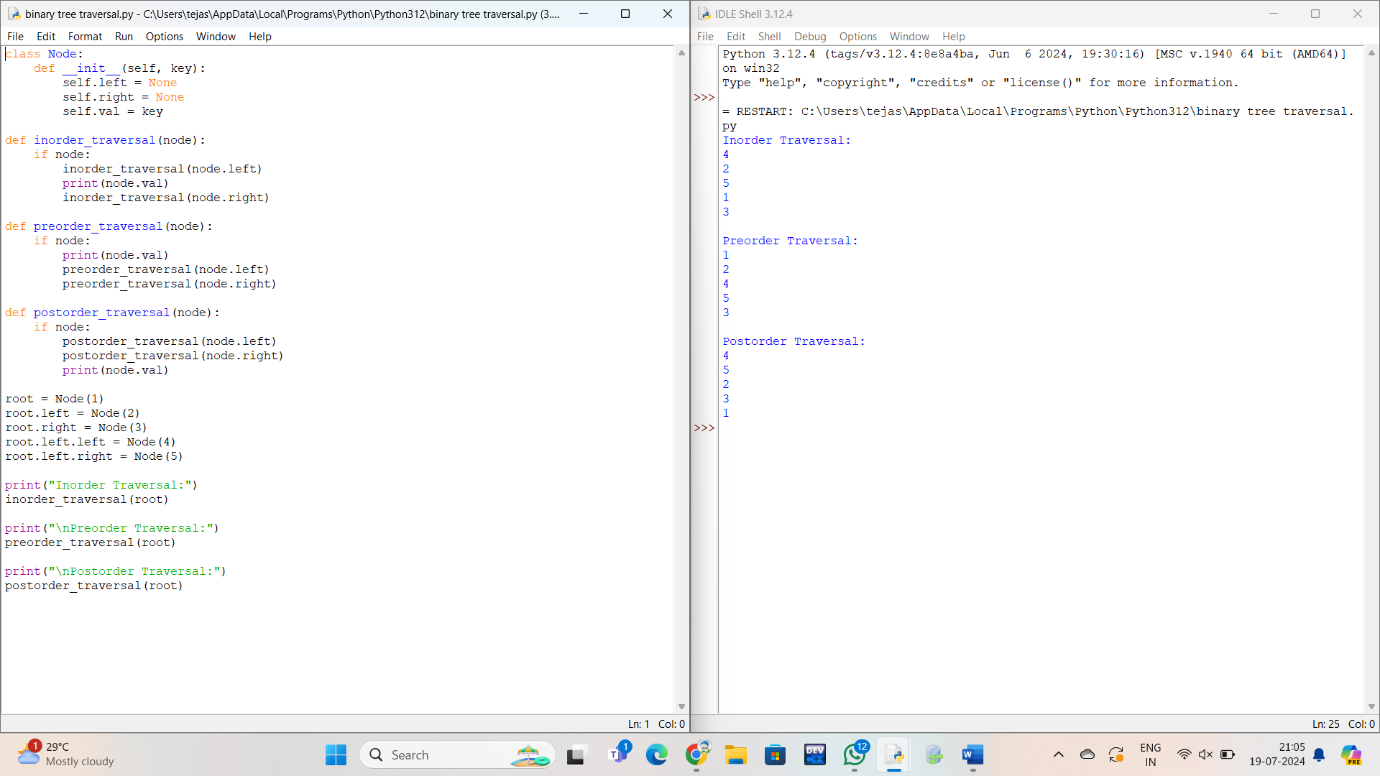 binary tree traversal.py - C:\Users\tejas\AppData\Local\Programs\Python\Python312\binary tree traversal.py (3....
File Edit Format Run Options Window Help
class Node:
    def __init__(self, key):
        self.left = None
        self.right = None
        self.val = key

def inorder_traversal(node):
    if node:
        inorder_traversal(node.left)
        print(node.val)
        inorder_traversal(node.right)

def preorder_traversal(node):
    if node:
        print(node.val)
        preorder_traversal(node.left)
        preorder_traversal(node.right)

def postorder_traversal(node):
    if node:
        postorder_traversal(node.left)
        postorder_traversal(node.right)
        print(node.val)

root = Node(1)
root.left = Node(2)
root.right = Node(3)
root.left.left = Node(4)
root.left.right = Node(5)

print("Inorder Traversal:")
inorder_traversal(root)

print("\nPreorder Traversal:")
preorder_traversal(root)

print("\nPostorder Traversal:")
postorder_traversal(root)
Ln: 1 Col: 0
IDLE Shell 3.12.4
File Edit Shell Debug Options Window Help
Python 3.12.4 (tags/v3.12.4:8e8a4ba, Jun  6 2024, 19:30:16) [MSC v.1940 64 bit (AMD64)]
on win32
Type "help", "copyright", "credits" or "license()" for more information.
>>>
= RESTART: C:\Users\tejas\AppData\Local\Programs\Python\Python312\binary tree traversal.
py
Inorder Traversal:
4
2
5
1
3

Preorder Traversal:
1
2
4
5
3

Postorder Traversal:
4
5
2
3
1
>>>
Ln: 25 Col: 0
1
29°C
Mostly cloudy
Search
T
1
DEV
12
W
ENG
IN
21:05
19-07-2024
PRE